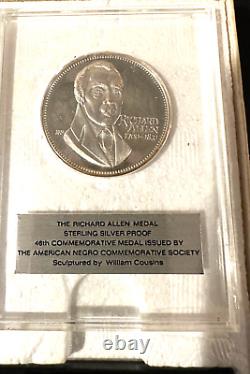 RICHARD
ALLEN
1760-1831
THE RICHARD ALLEN MEDAL
STERLING SILVER PROOF
46th COMMEMORATIVE MEDAL ISSUED BY
THE AMERICAN NEGRO COMMEMORATIVE SOCIETY
Sculptured by William Cousins